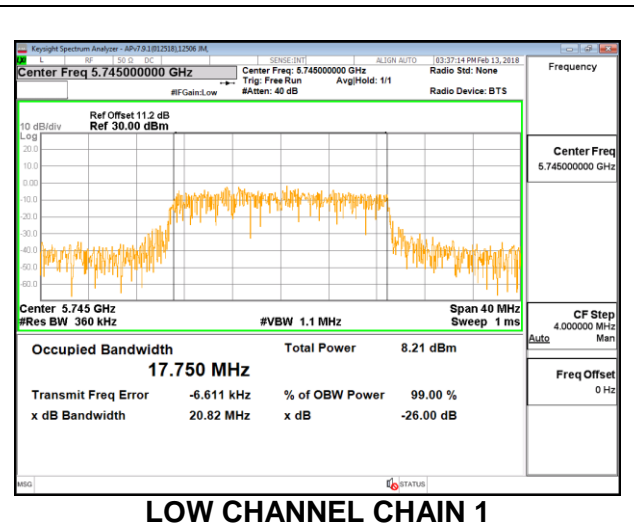 Keysight Spectrum Analyzer - APv7.9.1(012518),12506 JM,
L RF 50 Ω DC SENSE:INT ALIGN AUTO 03:37:14 PM Feb 13, 2018
Center Freq 5.745000000 GHz Center Freq: 5.745000000 GHz Radio Std: None Frequency
Trig: Free Run Avg|Hold: 1/1
#IFGain:Low #Atten: 40 dB Radio Device: BTS
Ref Offset 11.2 dB
10 dB/div Ref 30.00 dBm
Log
20.0
10.0
0.00
-10.0
-20.0
-30.0
-40.0
-50.0
-60.0
Center Freq
5.745000000 GHz
Center 5.745 GHz Span 40 MHz
#Res BW 360 kHz #VBW 1.1 MHz Sweep 1 ms
CF Step
4.000000 MHz
Auto Man
Occupied Bandwidth Total Power 8.21 dBm
17.750 MHz
Freq Offset
0 Hz
Transmit Freq Error -6.611 kHz % of OBW Power 99.00 %
x dB Bandwidth 20.82 MHz x dB -26.00 dB
MSG STATUS
LOW CHANNEL CHAIN 1